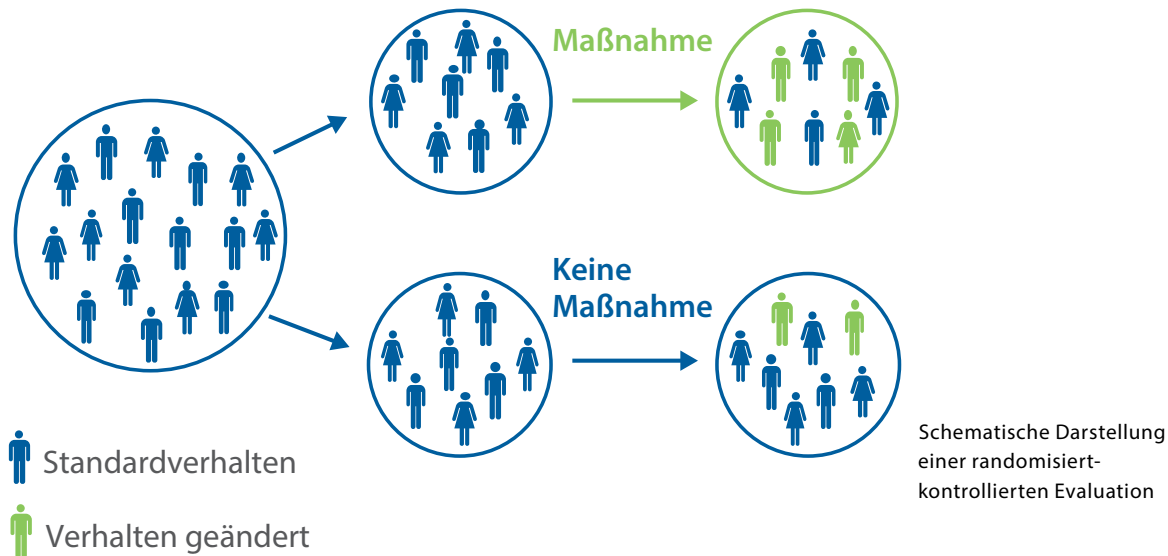 Maßnahme
Keine
Maßnahme
Standardverhalten
Verhalten geändert
Schematische Darstellung
einer randomisiert-
kontrollierten Evaluation